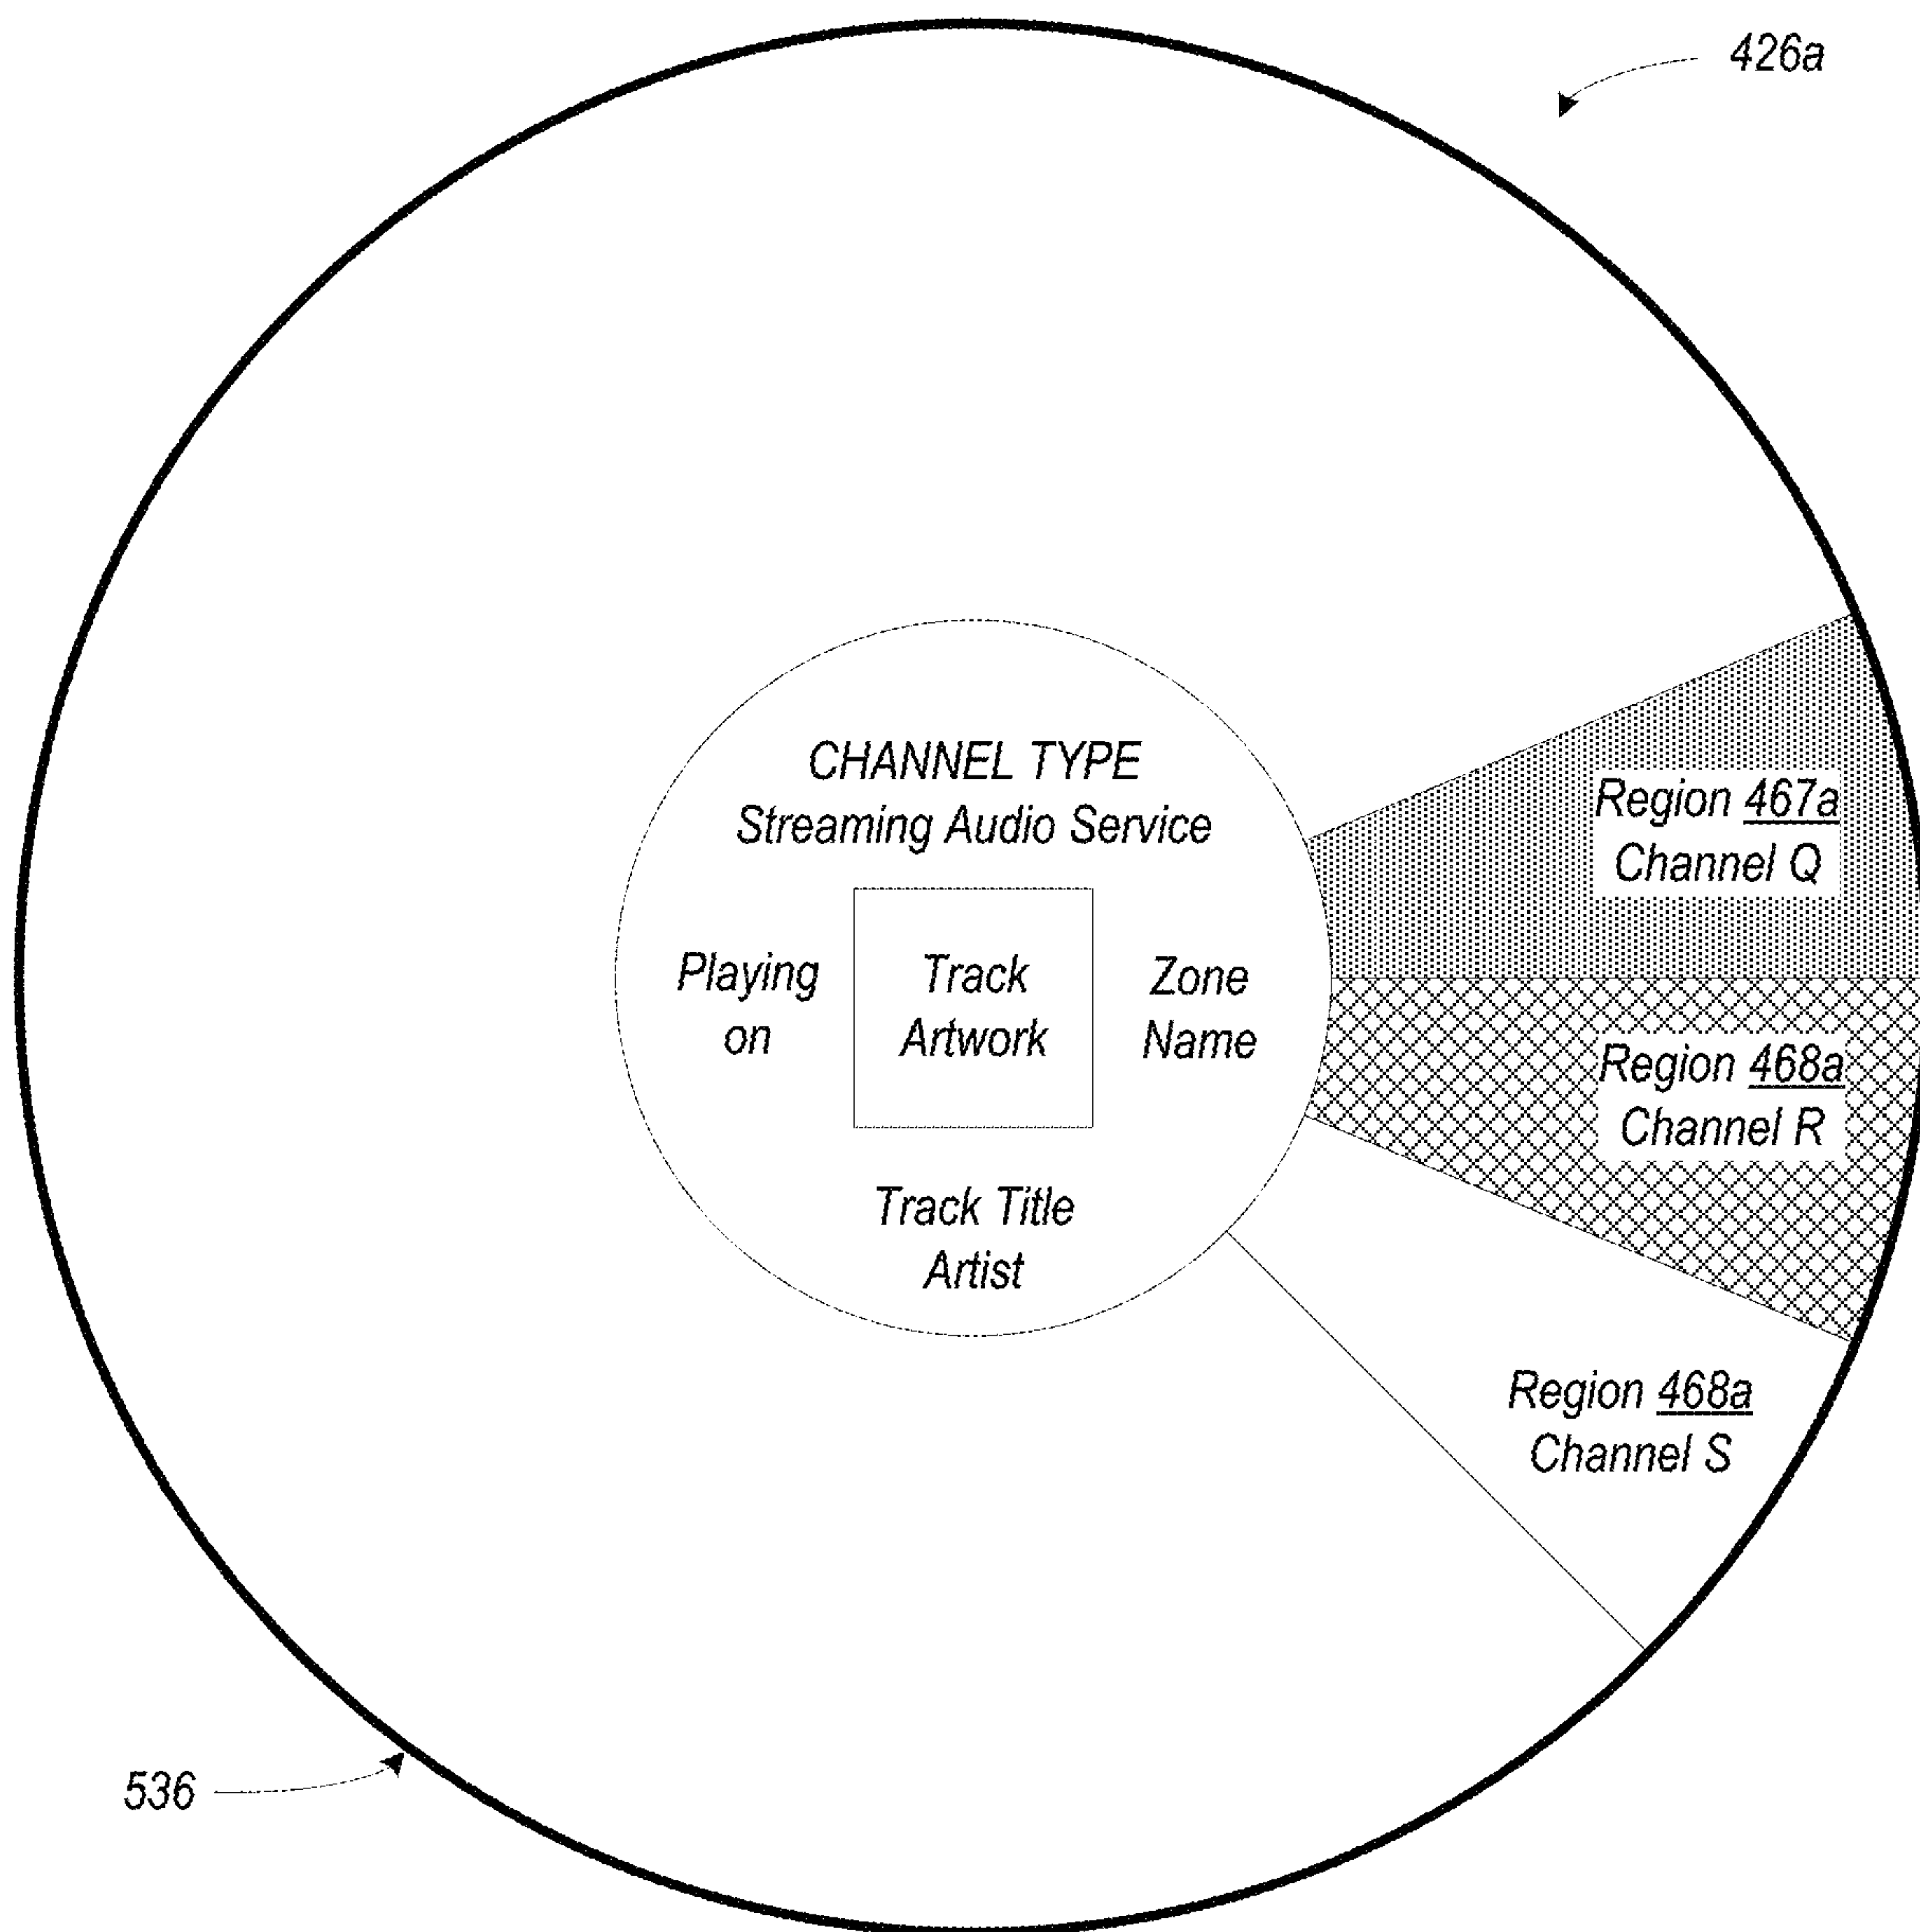 426a
CHANNEL TYPE
Streaming Audio Service
Playing
on
Track
Artwork
Zone
Name
Track Title
Artist
Region 467a
Channel Q
Region 468a
Channel R
Region 468a
Channel S
536